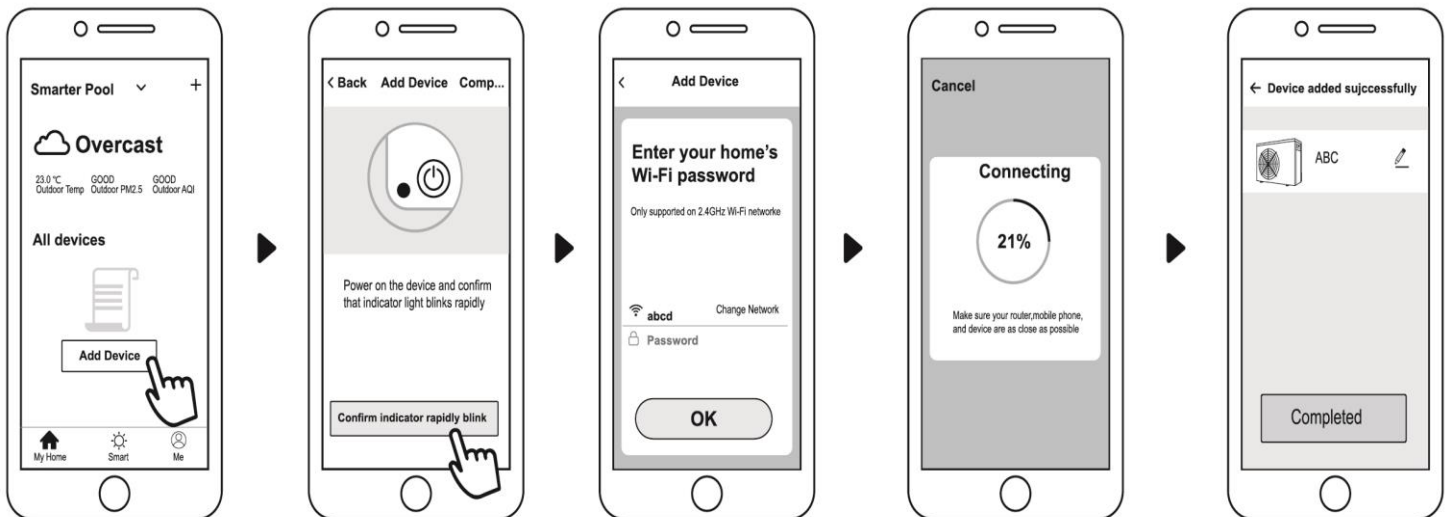 Smarter Pool
+
Overcast
23.0 ℃ GOOD GOOD
Outdoor Temp Outdoor PM2.5 Outdoor AQI
All devices
Add Device
My Home Smart Me
< Back Add Device Comp...
Power on the device and confirm
that indicator light blinks rapidly
Confirm indicator rapidly blink
< Add Device
Enter your home's
Wi-Fi password
Only supported on 2.4GHz Wi-Fi networke
abcd Change Network
Password
OK
Cancel
Connecting
21%
Make sure your router,mobile phone,
and device are as close as possible
← Device added sujccessfully
ABC
Completed